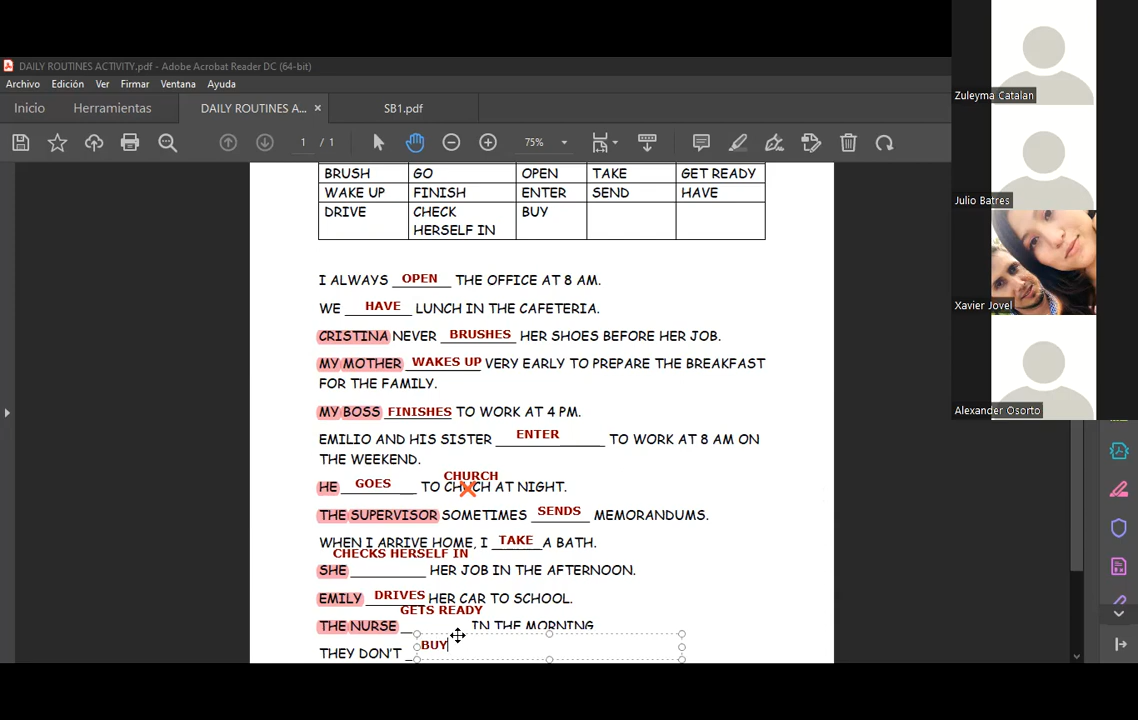 DAILY ROUTINES ACTIVITY.pdf - Adobe Acrobat Reader DC (64-bit)
Archivo Edición Ver Firmar Ventana Ayuda
Inicio Herramientas DAILY ROUTINES A... × SB1.pdf
1 / 1 75%
BRUSH GO OPEN TAKE GET READY
WAKE UP FINISH ENTER SEND HAVE
DRIVE CHECK HERSELF IN BUY
I ALWAYS OPEN THE OFFICE AT 8 AM.
WE HAVE LUNCH IN THE CAFETERIA.
CRISTINA NEVER BRUSHES HER SHOES BEFORE HER JOB.
MY MOTHER WAKES UP VERY EARLY TO PREPARE THE BREAKFAST
FOR THE FAMILY.
MY BOSS FINISHES TO WORK AT 4 PM.
EMILIO AND HIS SISTER ENTER TO WORK AT 8 AM ON
THE WEEKEND.
CHURCH
HE GOES TO CH CH AT NIGHT.
THE SUPERVISOR SOMETIMES SENDS MEMORANDUMS.
WHEN I ARRIVE HOME, I TAKE A BATH.
CHECKS HERSELF IN
SHE __________ HER JOB IN THE AFTERNOON.
EMILY DRIVES HER CAR TO SCHOOL.
GETS READY
THE NURSE _ IN THE MORNING
THEY DON'T _ BUY
Zuleyma Catalan
Julio Batres
Xavier Jovel
Alexander Osorto